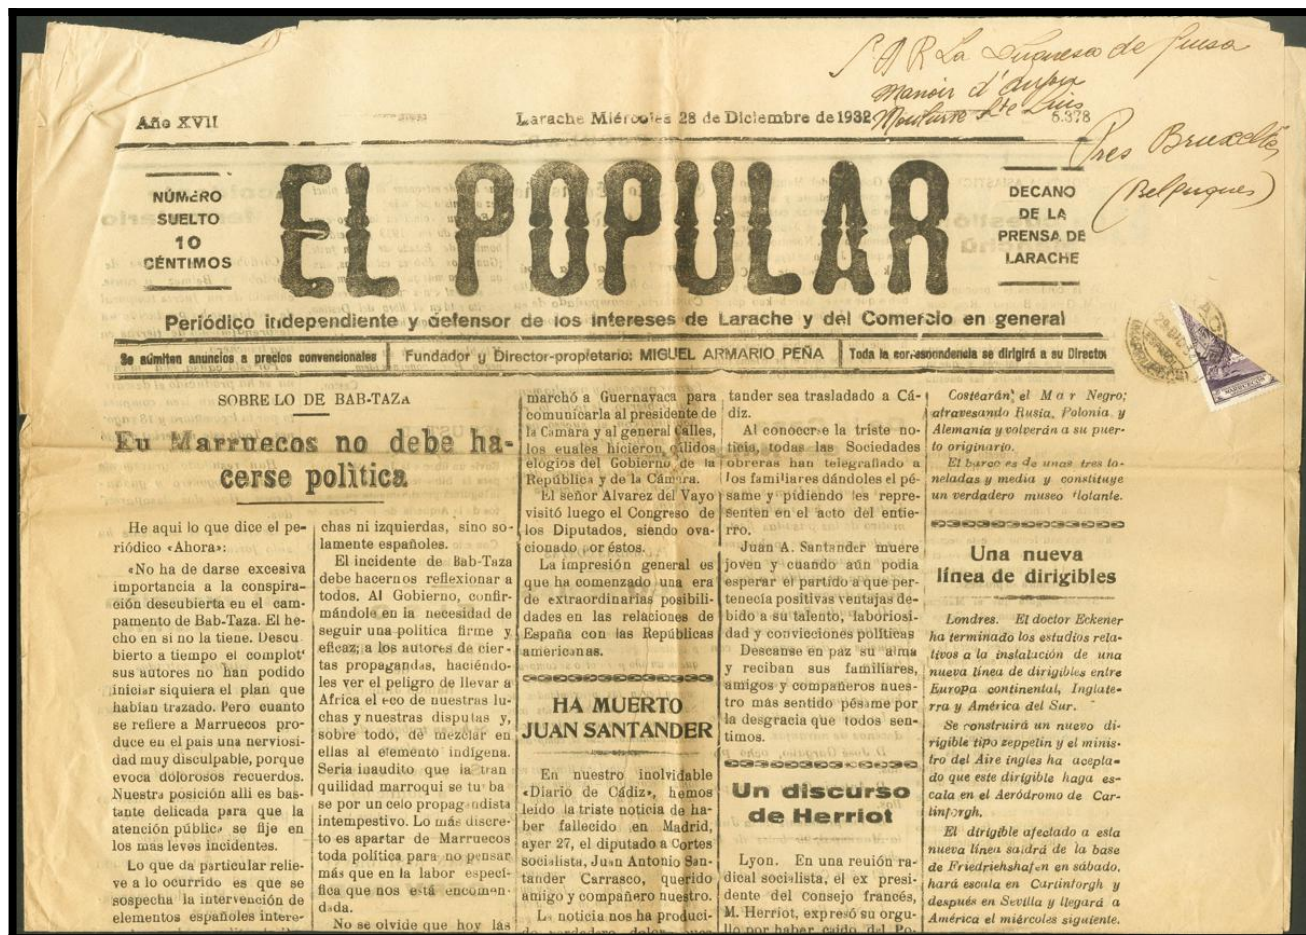 S. A R La Duquesa de Guisa
Manoir d'Anjou
Bruxelles
(Belgique)
Año XVII
Larache Miércoles 28 de Diciembre de 1932
5.378
NÚMERO
SUELTO
10
CÉNTIMOS
EL POPULAR
DECANO
DE LA
PRENSA DE
LARACHE
Periódico independiente y defensor de los intereses de Larache y del Comercio en general
Se admiten anuncios a precios convencionales
Fundador y Director-propietario: MIGUEL ARMARIO PEÑA
Toda la correspondencia se dirigirá a su Director
SOBRE LO DE BAB-TAZA
Eu Marruecos no debe ha-
cerse política
He aqui lo que dice el pe-
riódico «Ahora»:
«No ha de darse excesiva
importancia a la conspira-
ción descubierta eu el cam-
pamento de Bab-Taza. El he-
cho en si no la tiene. Descu
bierto a tiempo el complot'
sus autores no han podido
iniciar siquiera el plan que
habían trazado. Pero cuanto
se refiere a Marruecos pro-
duce en el pais una nerviosi-
dad muy disculpable, porque
evoca dolorosos recuerdos.
Nuestra posición alli es bas-
tante delicada para que la
atención pública se fije en
los más leves incidentes.
Lo que da particular relie-
ve a lo ocurrido es que se
sospecha la intervención de
elementos españoles intere-
chas ni izquierdas, sino so-
lamente españoles.
El incidente de Bab-Taza
debe hacernos reflexionar a
todos. Al Gobierno, confir-
mándole en la necesidad de
seguir una politica firme y
eficaz; a los autores de cier-
tas propagandas, haciéndo-
les ver el peligro de llevar a
Africa el eco de nuestras lu-
chas y nuestras disputas y,
sobre todo, de mezclar en
ellas al elemento indígena.
Seria inaudito que la tran
quilidad marroqui se tu ba
se por un celo propagandista
intempestivo. Lo más discre-
to es apartar de Marruecos
toda política para no pensar
más que en la labor especí-
fica que nos está encomen-
dada.
No se olvide que hoy las
marchó a Guernavaca para
comunicarla al presidente de
la Camara y al general Calles,
los cuales hicieron cálidos
elogios del Gobierno de la
República y de la Cámara.
El señor Alvarez del Vayo
visitó luego el Congreso de
los Diputados, siendo ova-
cionado por éstos.
La impresión general es
que ha comenzado una era
de extraordinarias posibili-
dades en las relaciones de
España con las Repúblicas
americanas.
HA MUERTO
JUAN SANTANDER
En nuestro inolvidable
«Diario de Cádiz», hemos
leído la triste noticia de ha-
ber fallecido en Madrid,
ayer 27, el diputado a Cortes
socialista, Juan Antonio San-
tander Carrasco, querido
amigo y compañero nuestro.
La noticia nos ha produci-
do verdadero dolor
tander sea trasladado a Cá-
diz.
Al conocerse la triste no-
ticia, todas las Sociedades
obreras han telegrafiado a
los familiares dándoles el pé-
same y pidiendo les repre-
senten en el acto del entie-
rro.
Juan A. Santander muere
joven y cuando aún podia
esperar el partido a que per-
tenecía positivas ventajas de-
bido a su talento, laboriosi-
dad y convicciones políticas
Descanse en paz su alma
y reciban sus familiares,
amigos y compañeros nues-
tro más sentido pésame por
la desgracia que todos sen-
timos.
Un discurso
de Herriot
Lyon. En una reuión ra-
dical socialista, el ex presi-
dente del Consejo francés,
M. Herriot, expresó su orgu-
llo por haber caido del Po-
Costearán el Mar Negro;
atravesando Rusia, Polonia y
Alemania y volverán a su puer-
to originario.
El barco es de unas tres to-
neladas y media y constituye
un verdadero museo flotante.
Una nueva
línea de dirigibles
Londres. El doctor Eckener
ha terminado los estudios rela-
tivos a la instalación de una
nueva línea de dirigibles entre
Europa continental, Inglate-
rra y América del Sur.
Se construirá un nuevo di-
rigible tipo zeppelin y el minis-
tro del Aire ingles ha acepta-
do que este dirigible haga es-
cala en el Aeródromo de Car-
tinforgh.
El dirigible afectado a esta
nueva línea saldrá de la base
de Friedriehshafen en sábado,
hará escala en Cartinforgh y
después en Sevilla y llegará a
América el miércoles siguiente.
MARRUECOS